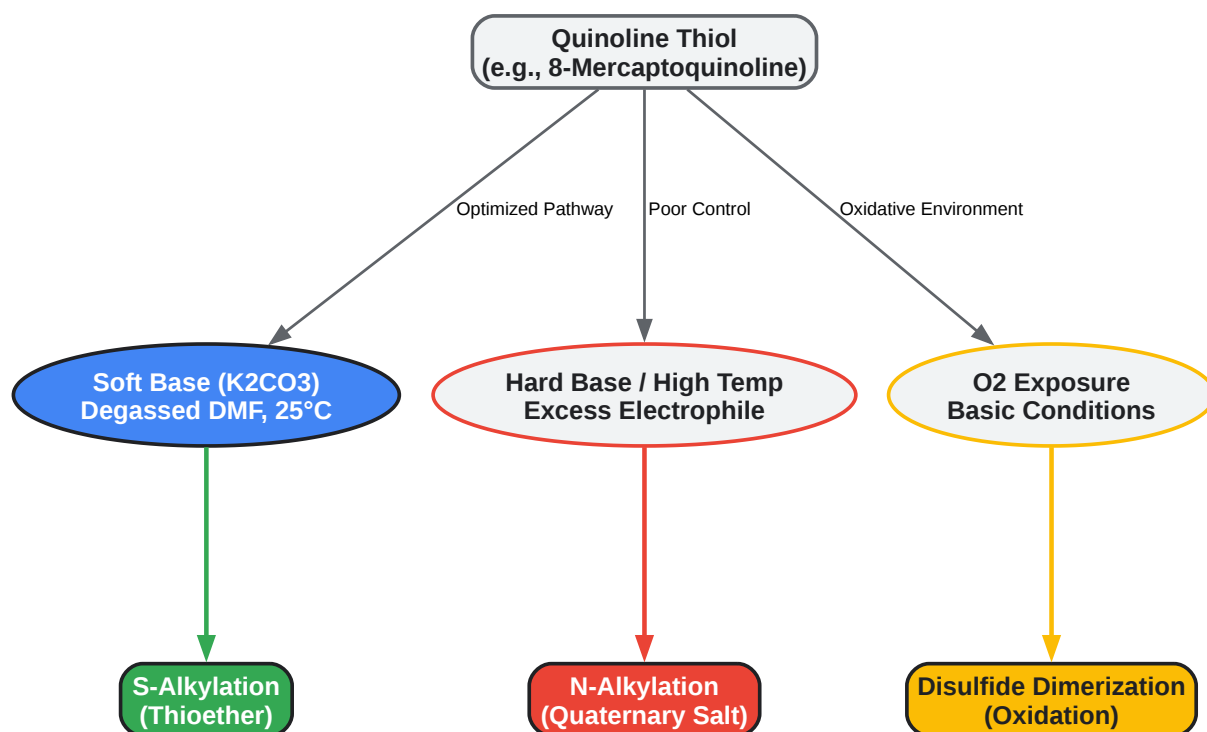 Quinoline Thiol
(e.g., 8-Mercaptoquinoline)
Optimized Pathway
Poor Control
Oxidative Environment
Soft Base (K2CO3)
Degassed DMF, 25°C
Hard Base / High Temp
Excess Electrophile
O2 Exposure
Basic Conditions
S-Alkylation
(Thioether)
N-Alkylation
(Quaternary Salt)
Disulfide Dimerization
(Oxidation)